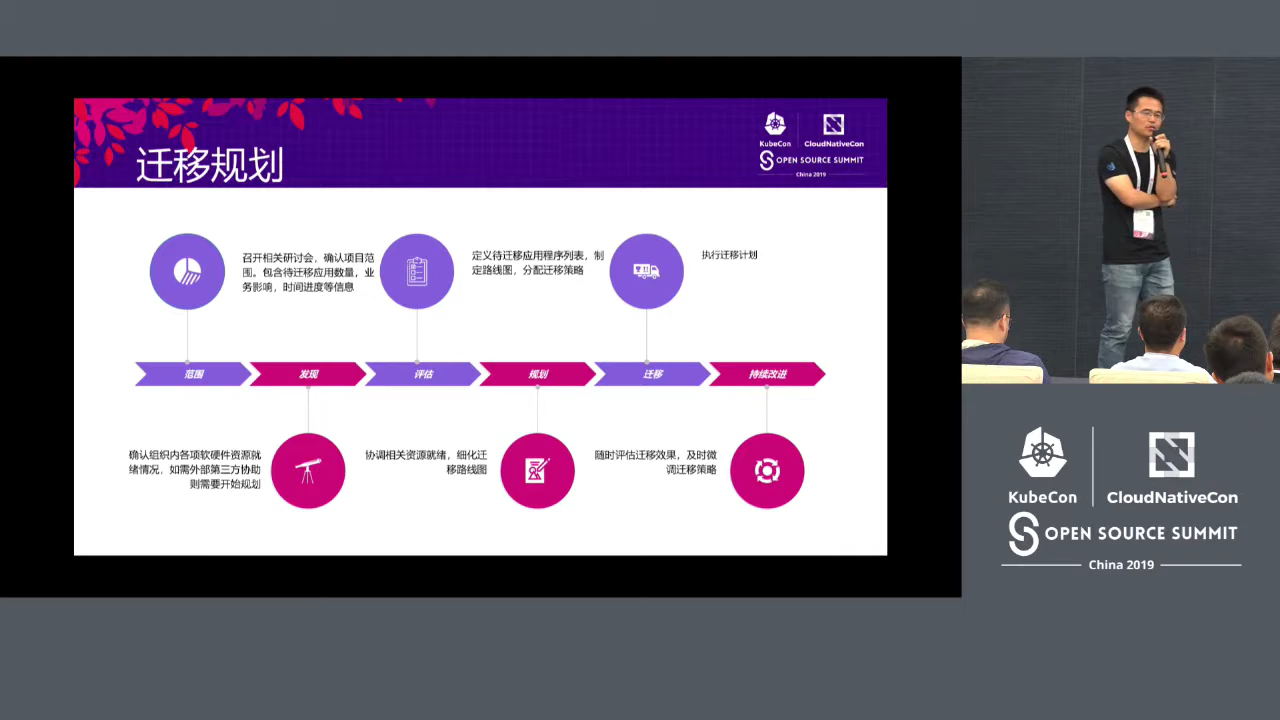 迁移规划
KubeCon
CloudNativeCon
OPEN SOURCE SUMMIT
China 2019
召开相关研讨会，确认项目范
围。包含待迁移应用数量，业
务影响，时间进度等信息
定义待迁移应用程序列表，制
定路线图，分配迁移策略
执行迁移计划
范围
发现
评估
规划
迁移
持续改进
确认组织内各项软硬件资源就
绪情况，如需外部第三方协助
则需要开始规划
协调相关资源就绪，细化迁
移路线图
随时评估迁移效果，及时微
调迁移策略
KubeCon
CloudNativeCon
OPEN SOURCE SUMMIT
China 2019